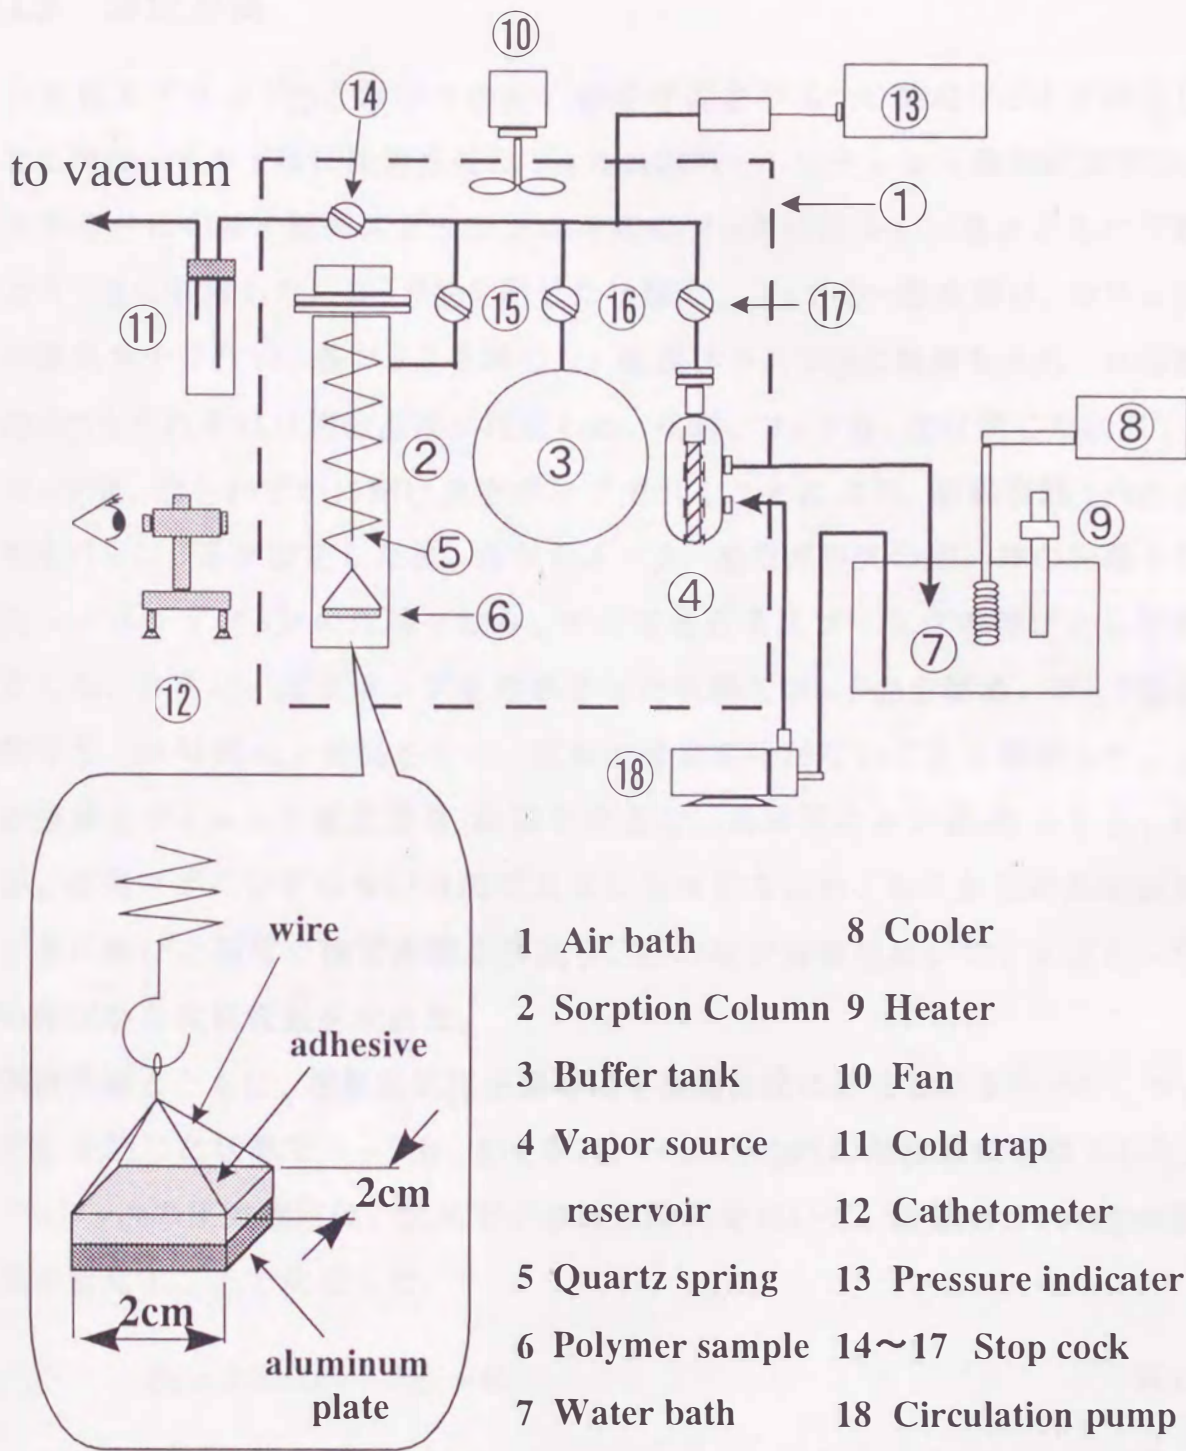 ⑩
⑭
⑬
to vacuum
①
⑪
⑮
⑯
⑰
②
③
⑧
⑨
⑤
④
⑥
⑦
⑫
⑱
wire
adhesive
2cm
2cm
aluminum
plate
1 Air bath
2 Sorption Column
3 Buffer tank
4 Vapor source
reservoir
5 Quartz spring
6 Polymer sample
7 Water bath
8 Cooler
9 Heater
10 Fan
11 Cold trap
12 Cathetometer
13 Pressure indicater
14～17 Stop cock
18 Circulation pump